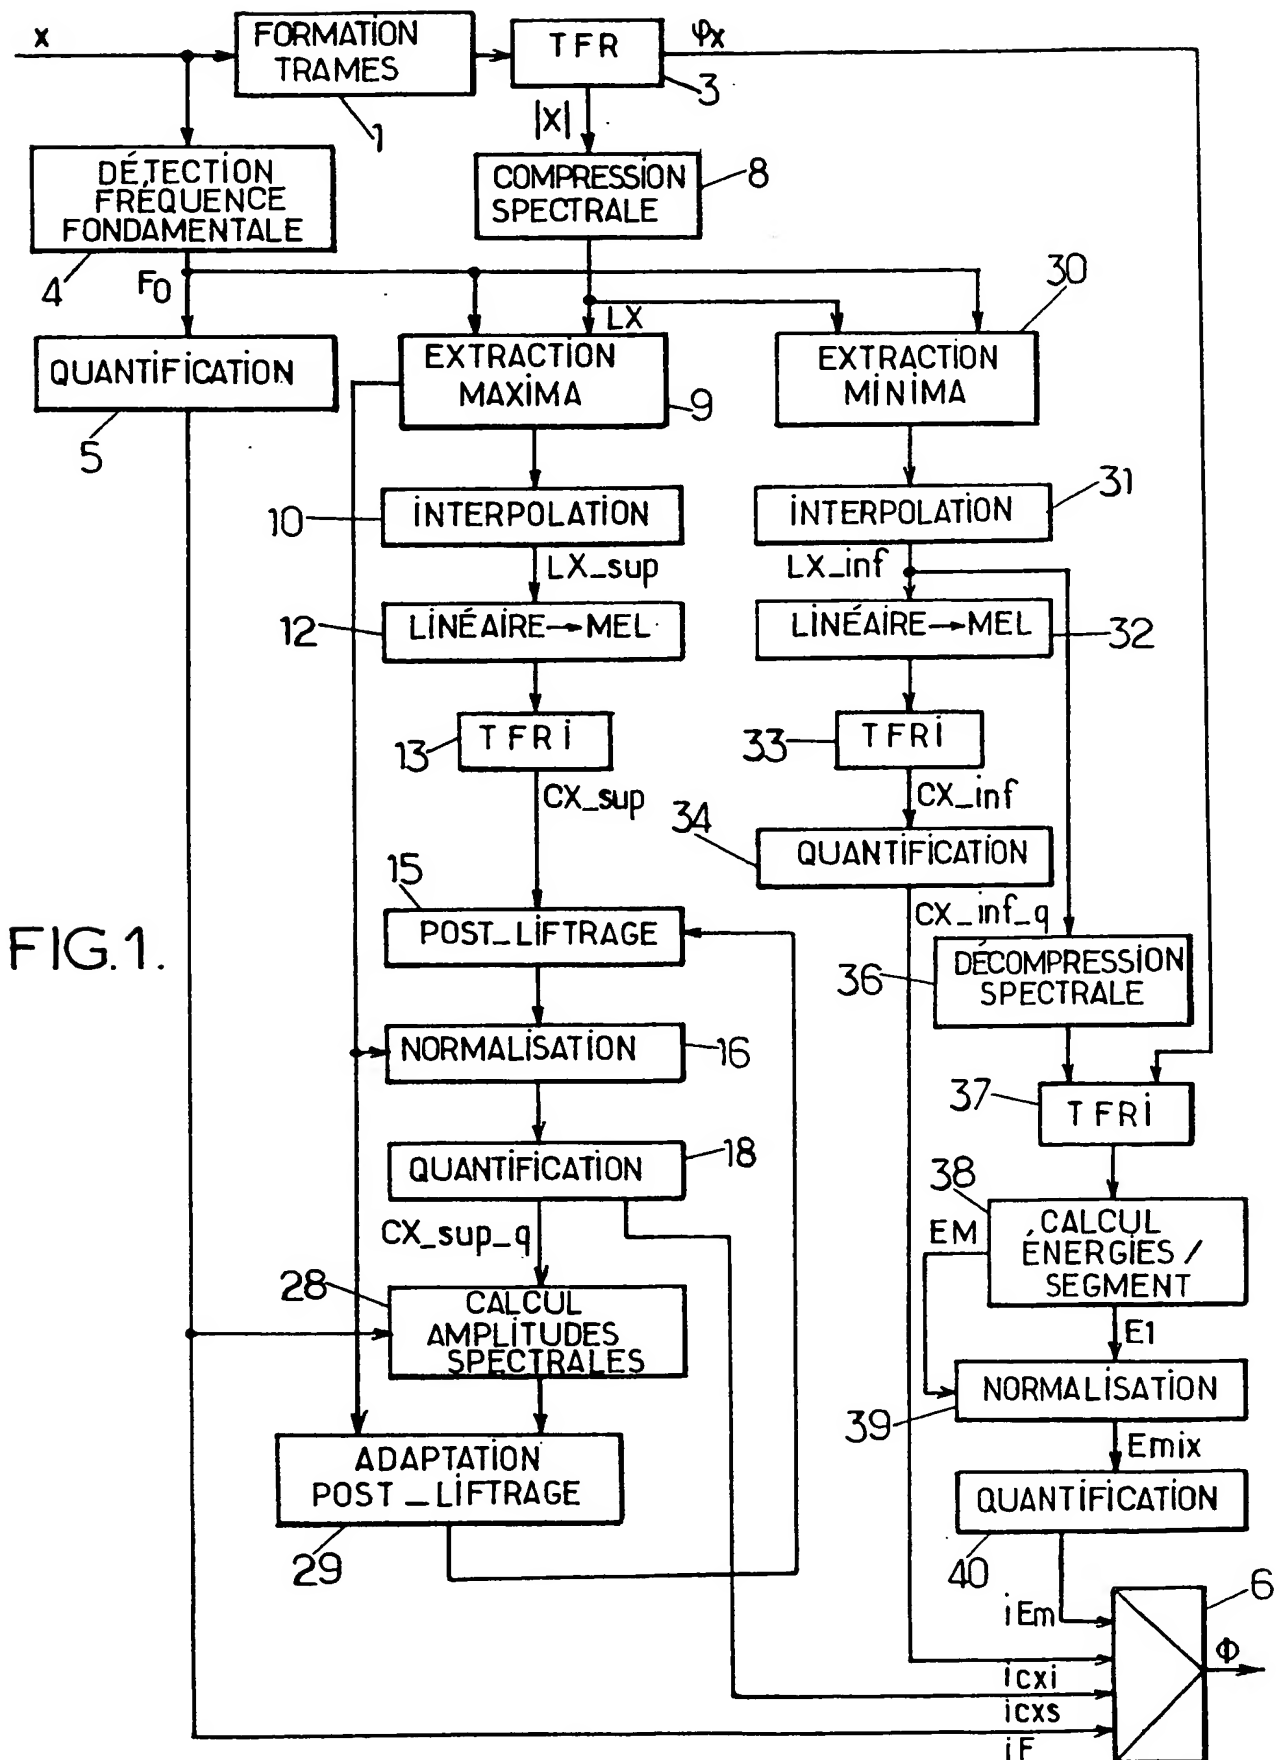 x
FORMATION
TRAMES
1
TFR
3
φx
|X|
DÉTECTION
FRÉQUENCE
FONDAMENTALE
4
COMPRESSION
SPECTRALE
8
F0
LX
30
QUANTIFICATION
5
EXTRACTION
MAXIMA
9
EXTRACTION
MINIMA
10
INTERPOLATION
INTERPOLATION
31
LX_sup
LX_inf
12
LINÉAIRE→MEL
LINÉAIRE→MEL
32
13
TFRI
33
TFRI
CX_sup
CX_inf
34
QUANTIFICATION
CX_inf_q
15
POST_LIFTRAGE
FIG.1.
36
DÉCOMPRESSION
SPECTRALE
NORMALISATION
16
37
TFRI
QUANTIFICATION
18
38
CALCUL
ÉNERGIES /
SEGMENT
EM
E1
CX_sup_q
28
CALCUL
AMPLITUDES
SPECTRALES
NORMALISATION
39
Emix
ADAPTATION
POST_LIFTRAGE
29
QUANTIFICATION
40
6
iEm
Φ
icxi
icxs
iF